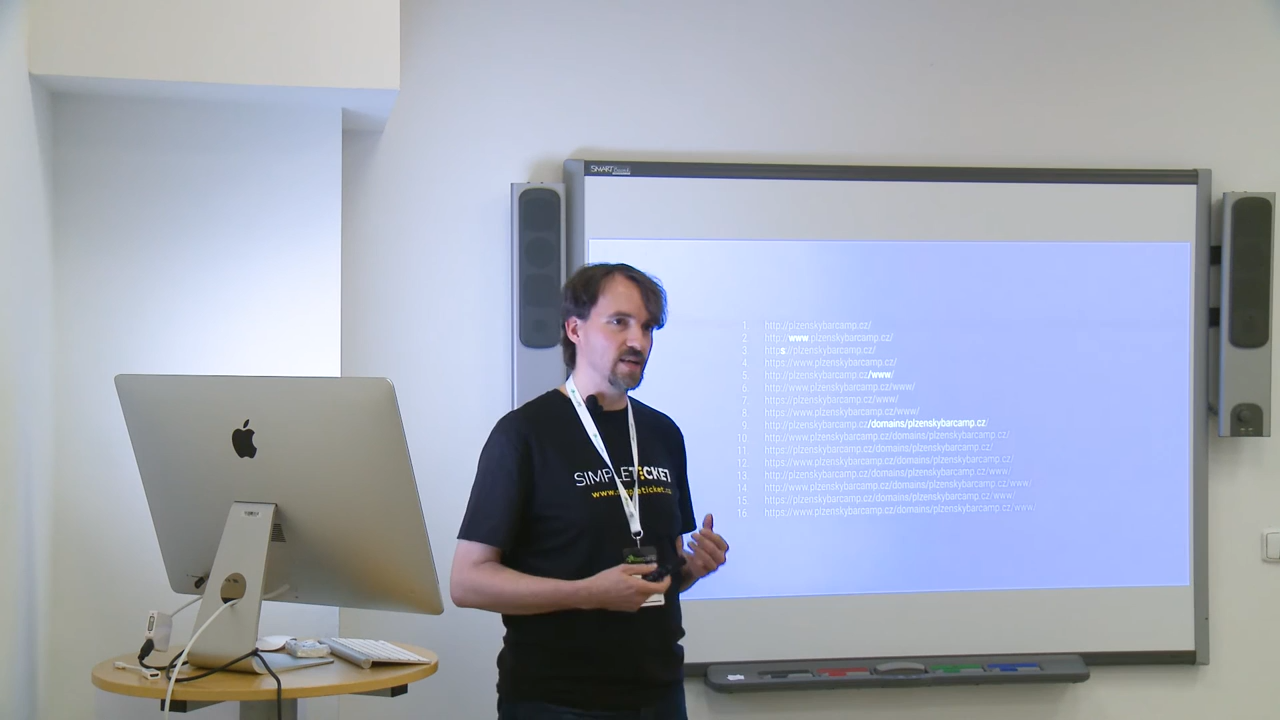 SMART Board
1. http://plzenskybarcamp.cz/
2. http://www.plzenskybarcamp.cz/
3. https://plzenskybarcamp.cz/
4. https://www.plzenskybarcamp.cz/
5. http://plzenskybarcamp.cz/www/
6. http://www.plzenskybarcamp.cz/www/
7. https://plzenskybarcamp.cz/www/
8. https://www.plzenskybarcamp.cz/www/
9. http://plzenskybarcamp.cz/domains/plzenskybarcamp.cz/
10. http://www.plzenskybarcamp.cz/domains/plzenskybarcamp.cz/
11. https://plzenskybarcamp.cz/domains/plzenskybarcamp.cz/
12. https://www.plzenskybarcamp.cz/domains/plzenskybarcamp.cz/
13. http://plzenskybarcamp.cz/domains/plzenskybarcamp.cz/www/
14. http://www.plzenskybarcamp.cz/domains/plzenskybarcamp.cz/www/
15. https://plzenskybarcamp.cz/domains/plzenskybarcamp.cz/www/
16. https://www.plzenskybarcamp.cz/domains/plzenskybarcamp.cz/www/
SIMPLETICKET